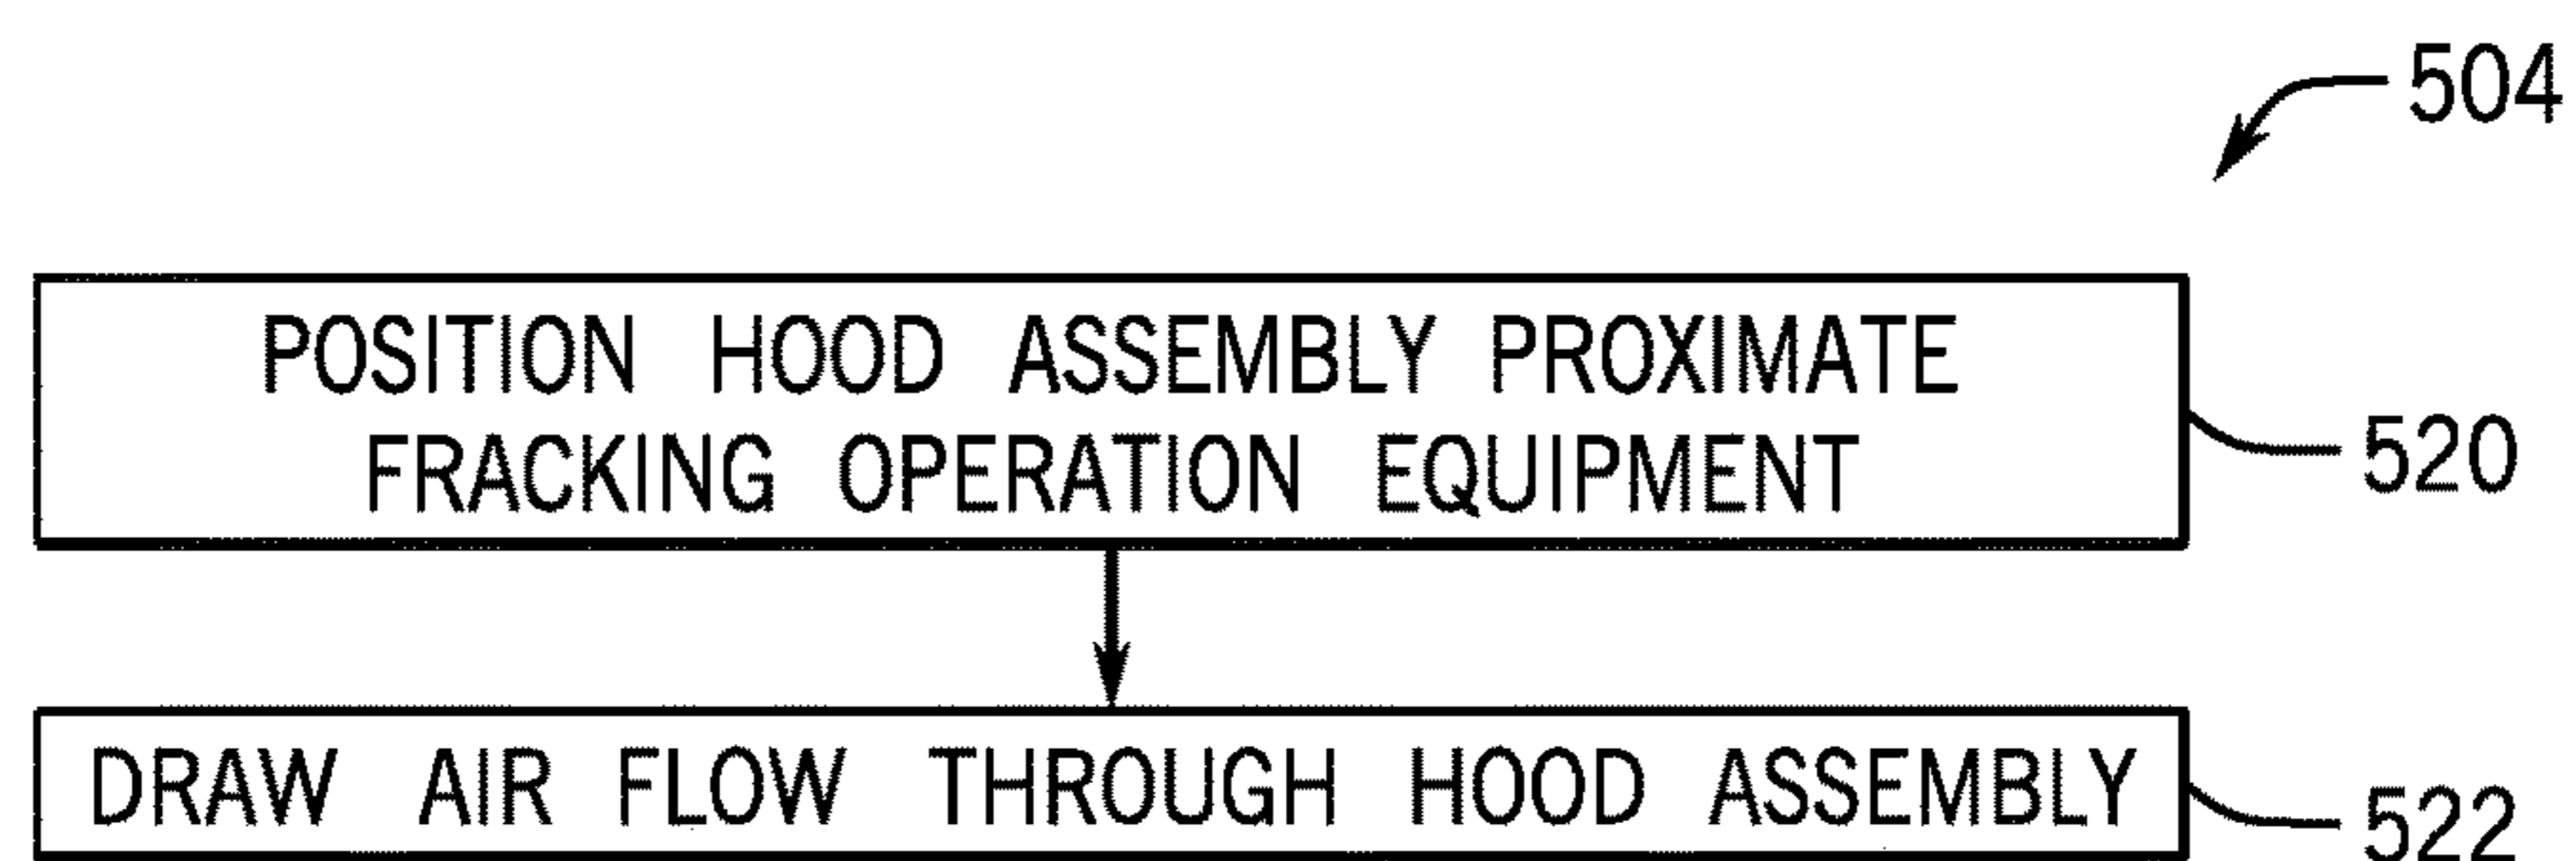 504
POSITION HOOD ASSEMBLY PROXIMATE
FRACKING OPERATION EQUIPMENT
520
DRAW AIR FLOW THROUGH HOOD ASSEMBLY
522